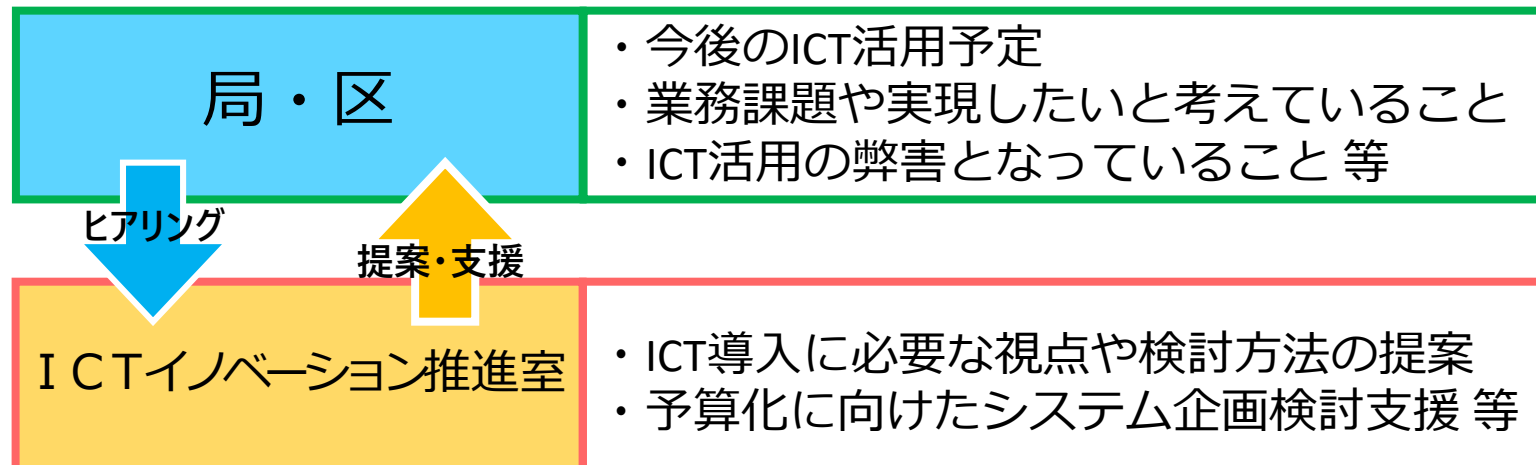 局・区
・今後のICT活用予定
・業務課題や実現したいと考えていること
・ICT活用の弊害となっていること 等
ヒアリング
提案・支援
ＩＣＴイノベーション推進室
・ICT導入に必要な視点や検討方法の提案
・予算化に向けたシステム企画検討支援 等